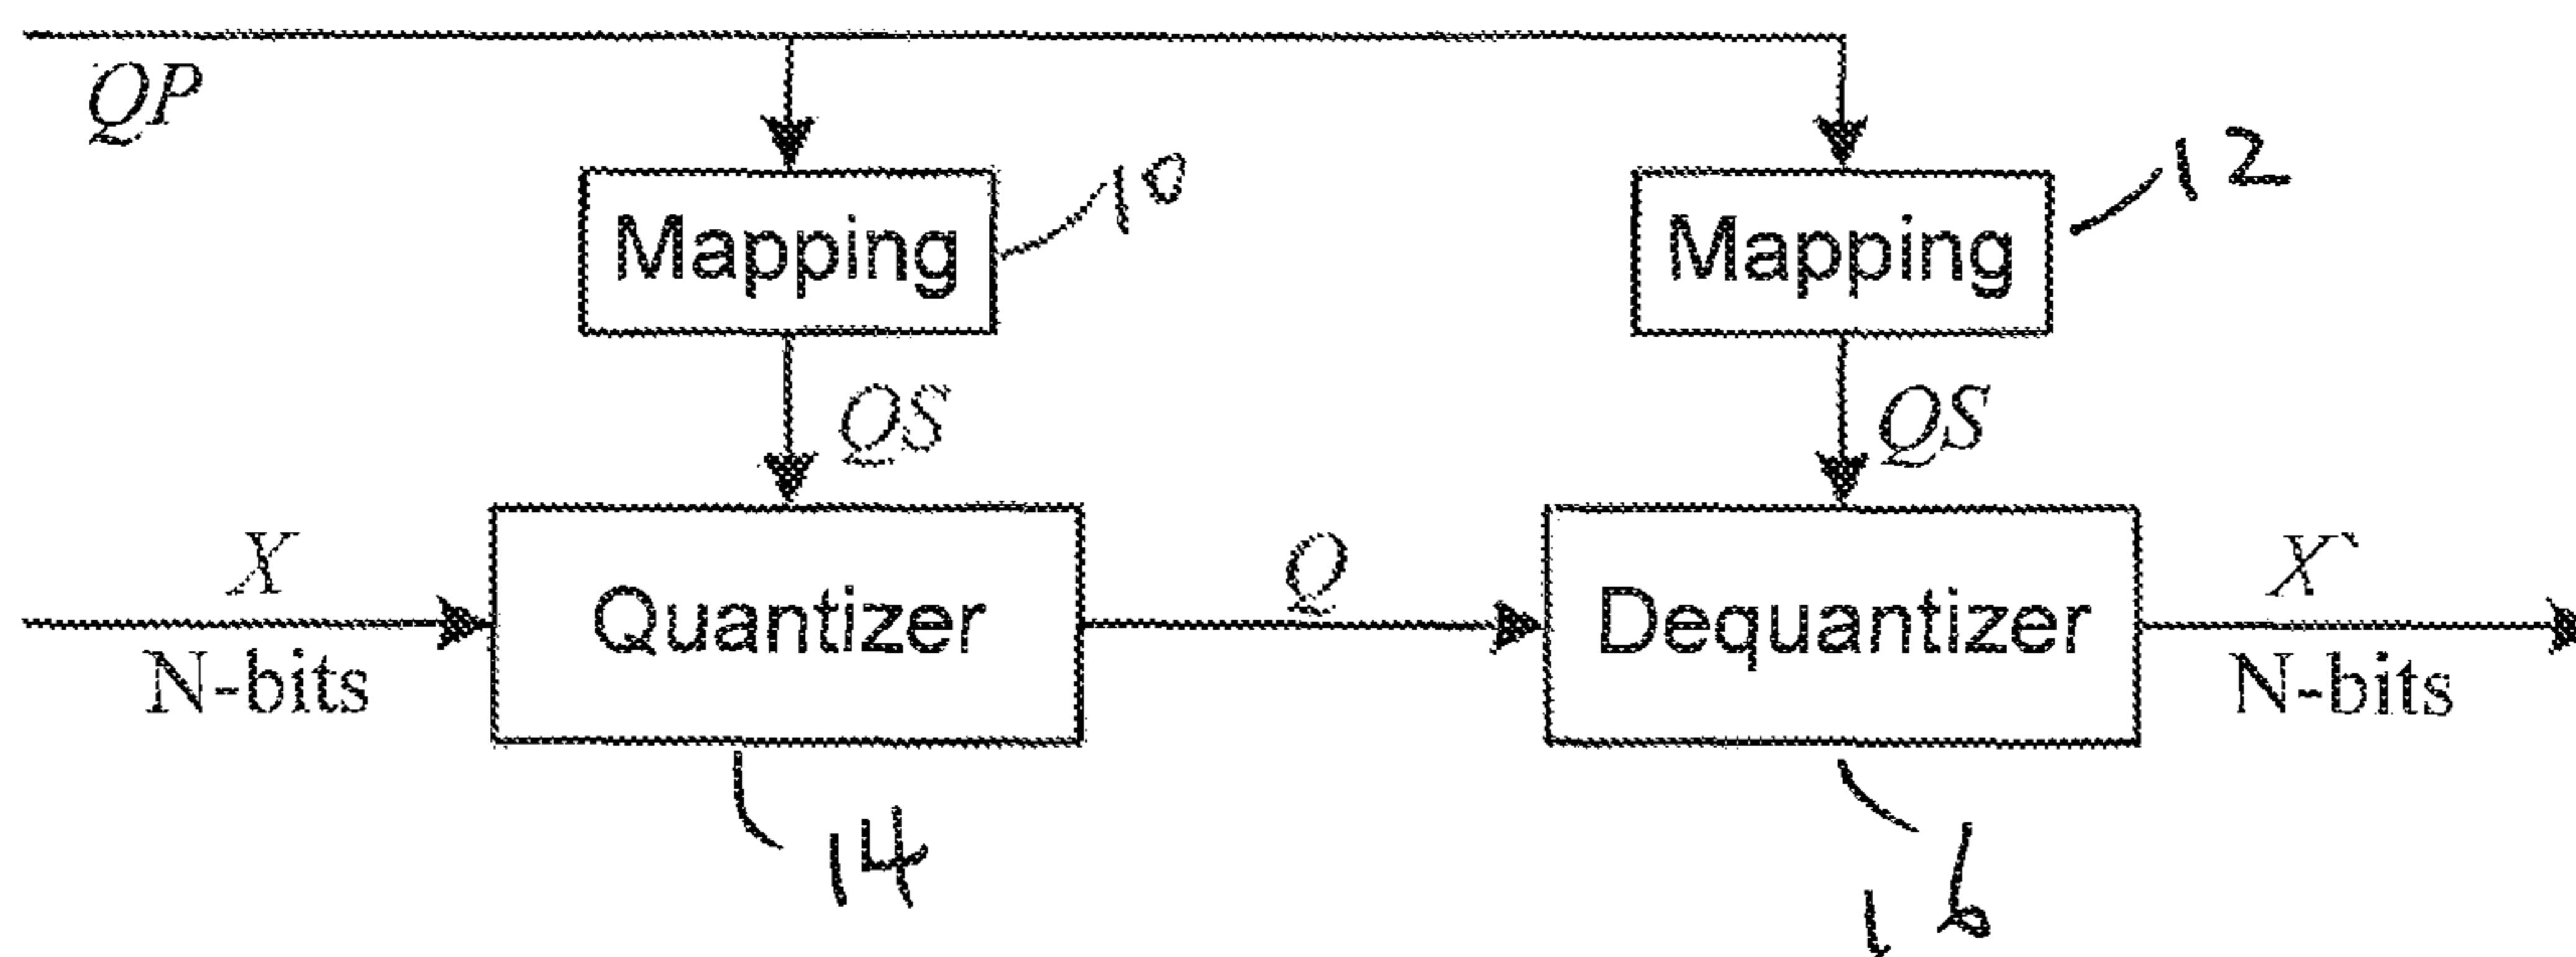 QP
Mapping 10
Mapping 12
QS
QS
X
N-bits
Quantizer
Q
Dequantizer
X`
N-bits
14
16